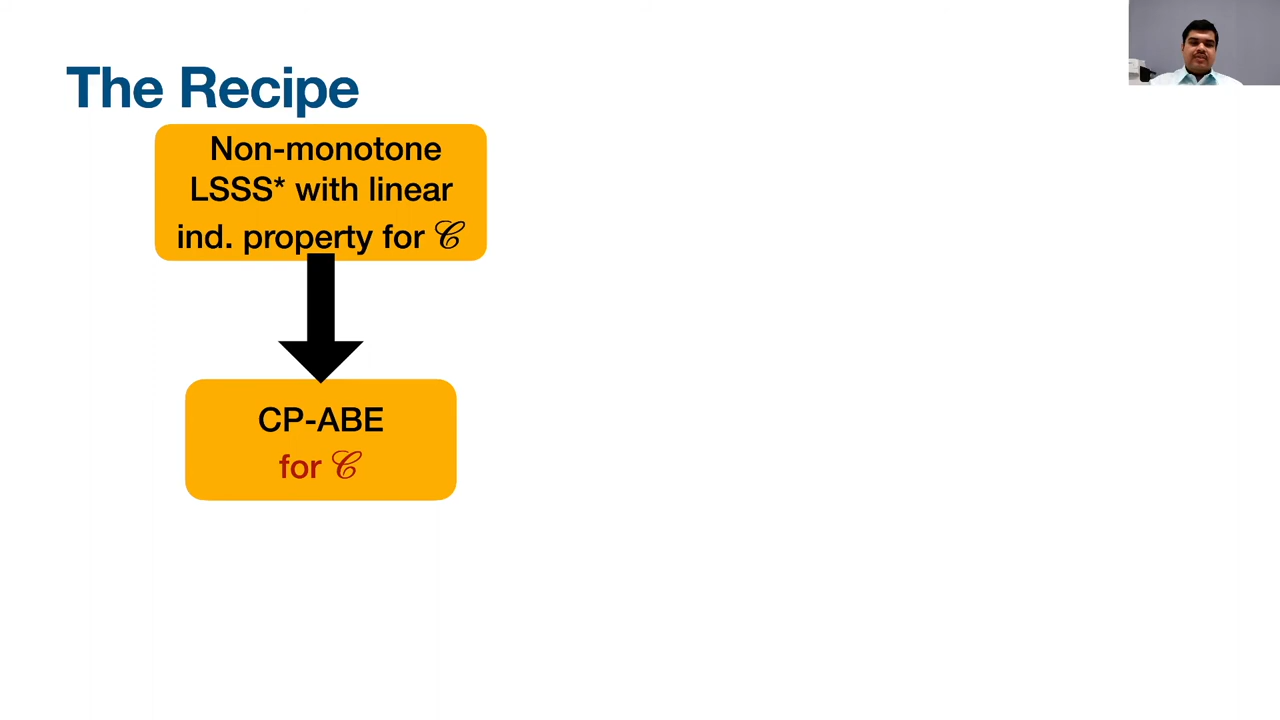 The Recipe
Non-monotone
LSSS* with linear
ind. property for 𝒞
CP-ABE
for 𝒞